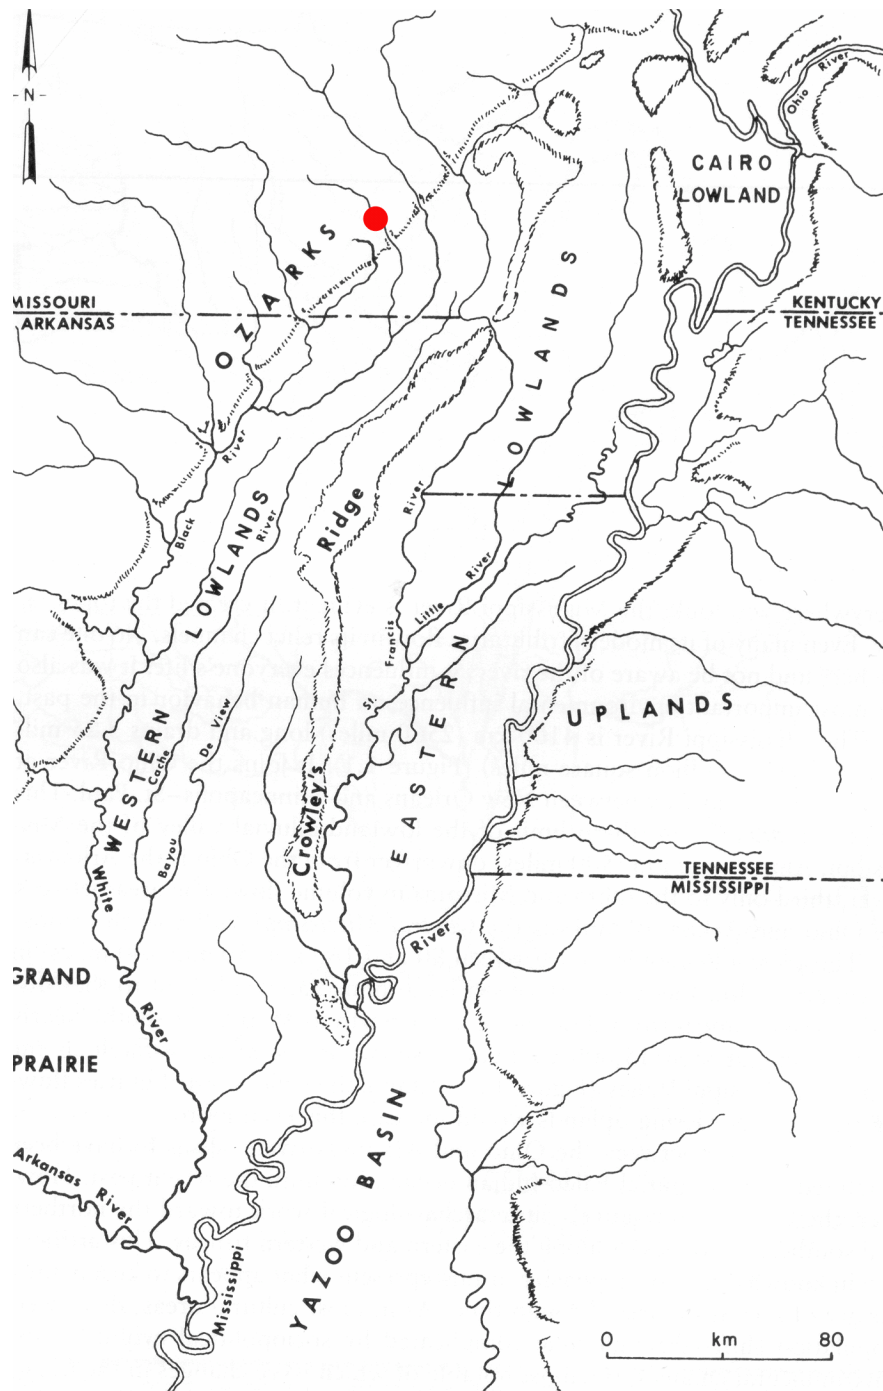 N
Ohio River
CAIRO
LOWLAND
OZARKS
MISSOURI
ARKANSAS
KENTUCKY
TENNESSEE
LOWLANDS
River
Black
WESTERN LOWLANDS
River
Ridge
River
Little River
Francis
St.
EASTERN
UPLANDS
Cache
Bayou De View
Crowley's
White
TENNESSEE
MISSISSIPPI
River
GRAND
PRAIRIE
River
Arkansas River
YAZOO BASIN
Mississippi
0 km 80